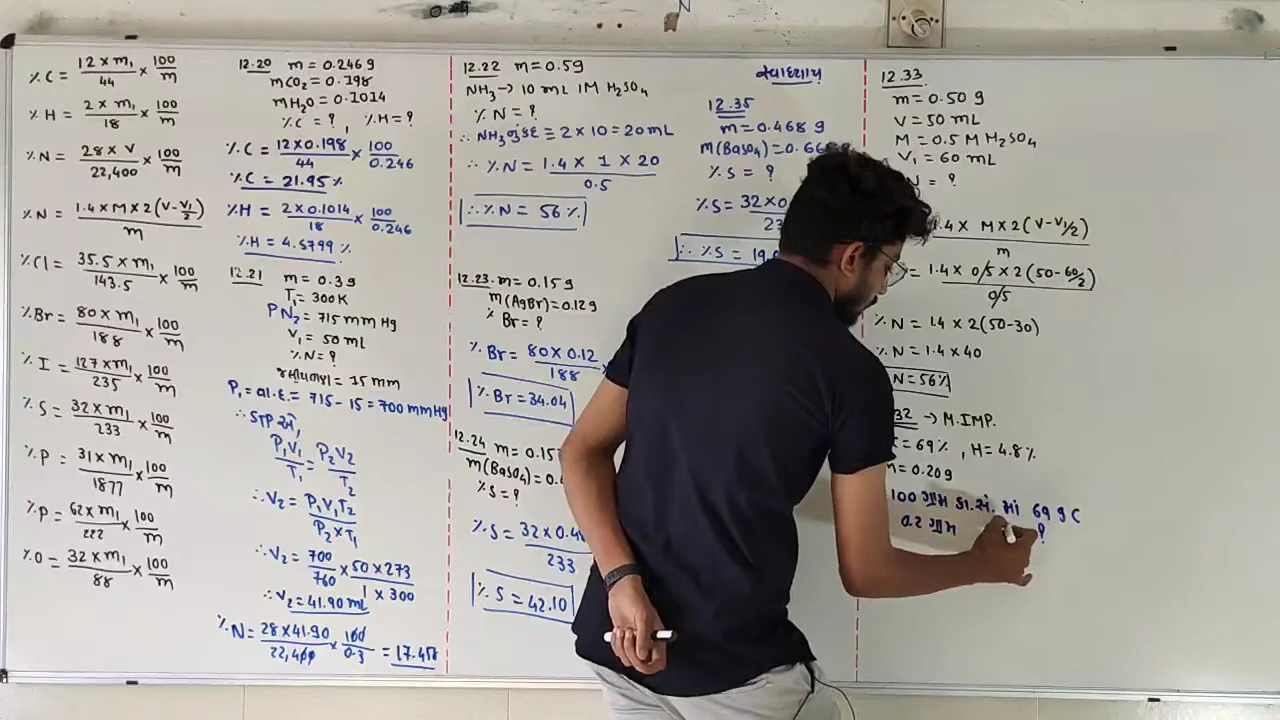 %C = 12 × m₁/44 × 100/m
%H = 2 × m₁/18 × 100/m
%N = 28 × V/22,400 × 100/m
%N = 1.4 × M × 2(V-V₁/2)/m
%Cl = 35.5 × m₁/143.5 × 100/m
%Br = 80 × m₁/188 × 100/m
%I = 127 × m₁/235 × 100/m
%S = 32 × m₁/233 × 100/m
%P = 31 × m₁/1877 × 100/m
%P = 62 × m₁/222 × 100/m
%O = 32 × m₁/88 × 100/m
12.20 m = 0.246 g
mCO₂ = 0.198
mH₂O = 0.1014
%C = ? , %H = ?
%C = 12 × 0.198/44 × 100/0.246
%C = 21.95 %
%H = 2 × 0.1014/18 × 100/0.246
%H = 4.5799 %
12.21 m = 0.3 g
T₁ = 300 K
PN₂ = 715 mm Hg
V₁ = 50 mL
%N = ?
= 15 mm
P₁ = = 715 - 15 = 700 mm Hg
∴ STP
P₁V₁/T₁ = P₂V₂/T₂
∴ V₂ = P₁V₁T₂/P₂ × T₁
∴ V₂ = 700/760 × 50 × 273/1 × 300
∴ V₂ = 41.90 mL
%N = 28 × 41.90/22,400 × 100/0.3 = 17.458
12.22 m = 0.5 g
NH₃ → 10 mL 1M H₂SO₄
%N = ?
∴ NH₃ નું કદ = 2 × 10 = 20 mL
∴ %N = 1.4 × 1 × 20/0.5
∴ %N = 56 %
12.23 m = 0.15 g
m(AgBr) = 0.12 g
% Br = ?
%Br = 80 × 0.12/188 ×
%Br = 34.04
12.24 m = 0.15
m(BaSO₄) = 0.
%S = ?
%S = 32 × 0.4/233
%S = 42.10
સ્વાધ્યાય
12.35
m = 0.468 g
m(BaSO₄) = 0.66
%S = ?
%S = 32 × 0
∴ %S = 19.
12.33
m = 0.50 g
V = 50 mL
M = 0.5 M H₂SO₄
V₁ = 60 mL
N = ?
1.4 × M × 2(V-V₁/2)/m
= 1.4 × 0.5 × 2(50-60/2)/0.5
%N = 1.4 × 2(50-30)
%N = 1.4 × 40
N = 56%
32 → M.IMP.
= 69% , H = 4.8%
m = 0.20 g
100 ગ્રામ કા.સં. માં 69 g C
0.2 ગ્રામ ?